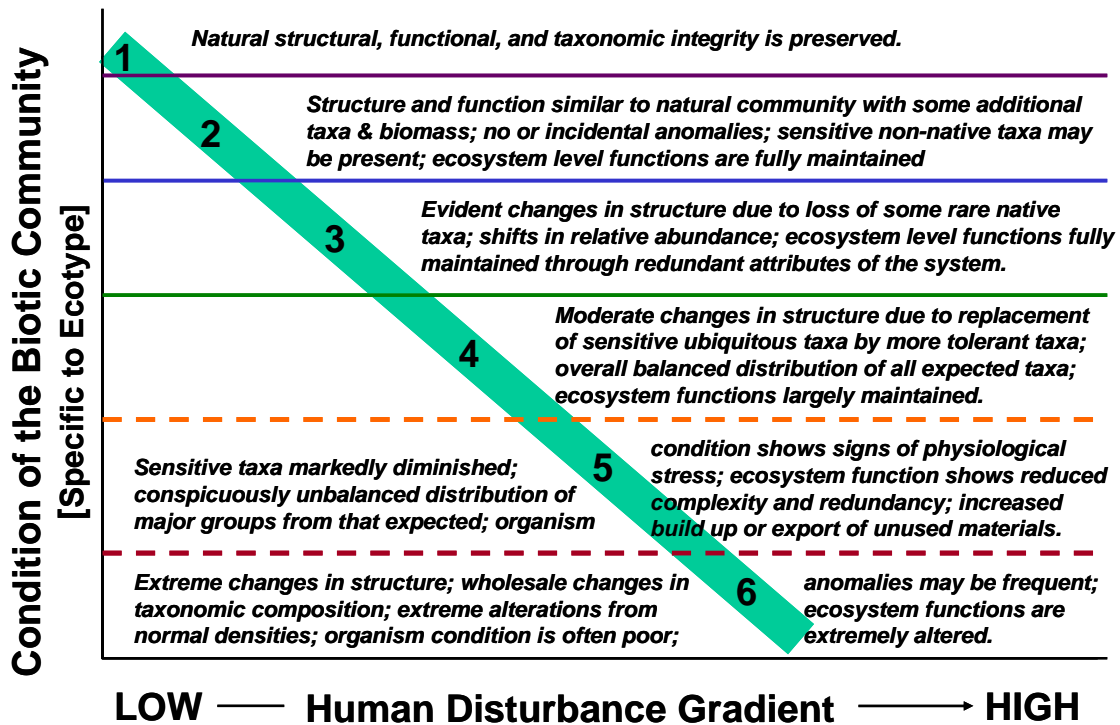 Condition of the Biotic Community
[Specific to Ecotype]
1
Natural structural, functional, and taxonomic integrity is preserved.
2
Structure and function similar to natural community with some additional
taxa & biomass; no or incidental anomalies; sensitive non-native taxa may
be present; ecosystem level functions are fully maintained
3
Evident changes in structure due to loss of some rare native
taxa; shifts in relative abundance; ecosystem level functions fully
maintained through redundant attributes of the system.
4
Moderate changes in structure due to replacement
of sensitive ubiquitous taxa by more tolerant taxa;
overall balanced distribution of all expected taxa;
ecosystem functions largely maintained.
Sensitive taxa markedly diminished;
conspicuously unbalanced distribution of
major groups from that expected; organism
5
condition shows signs of physiological
stress; ecosystem function shows reduced
complexity and redundancy; increased
build up or export of unused materials.
Extreme changes in structure; wholesale changes in
taxonomic composition; extreme alterations from
normal densities; organism condition is often poor;
6
anomalies may be frequent;
ecosystem functions are
extremely altered.
LOW Human Disturbance Gradient HIGH